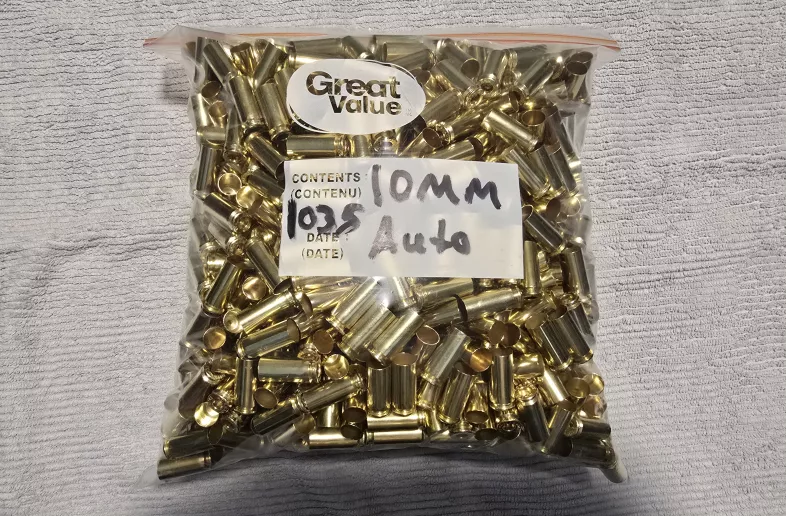 Great
Value
CONTENTS 10MM
(CONTENU)
1035
DATE : Auto
(DATE)